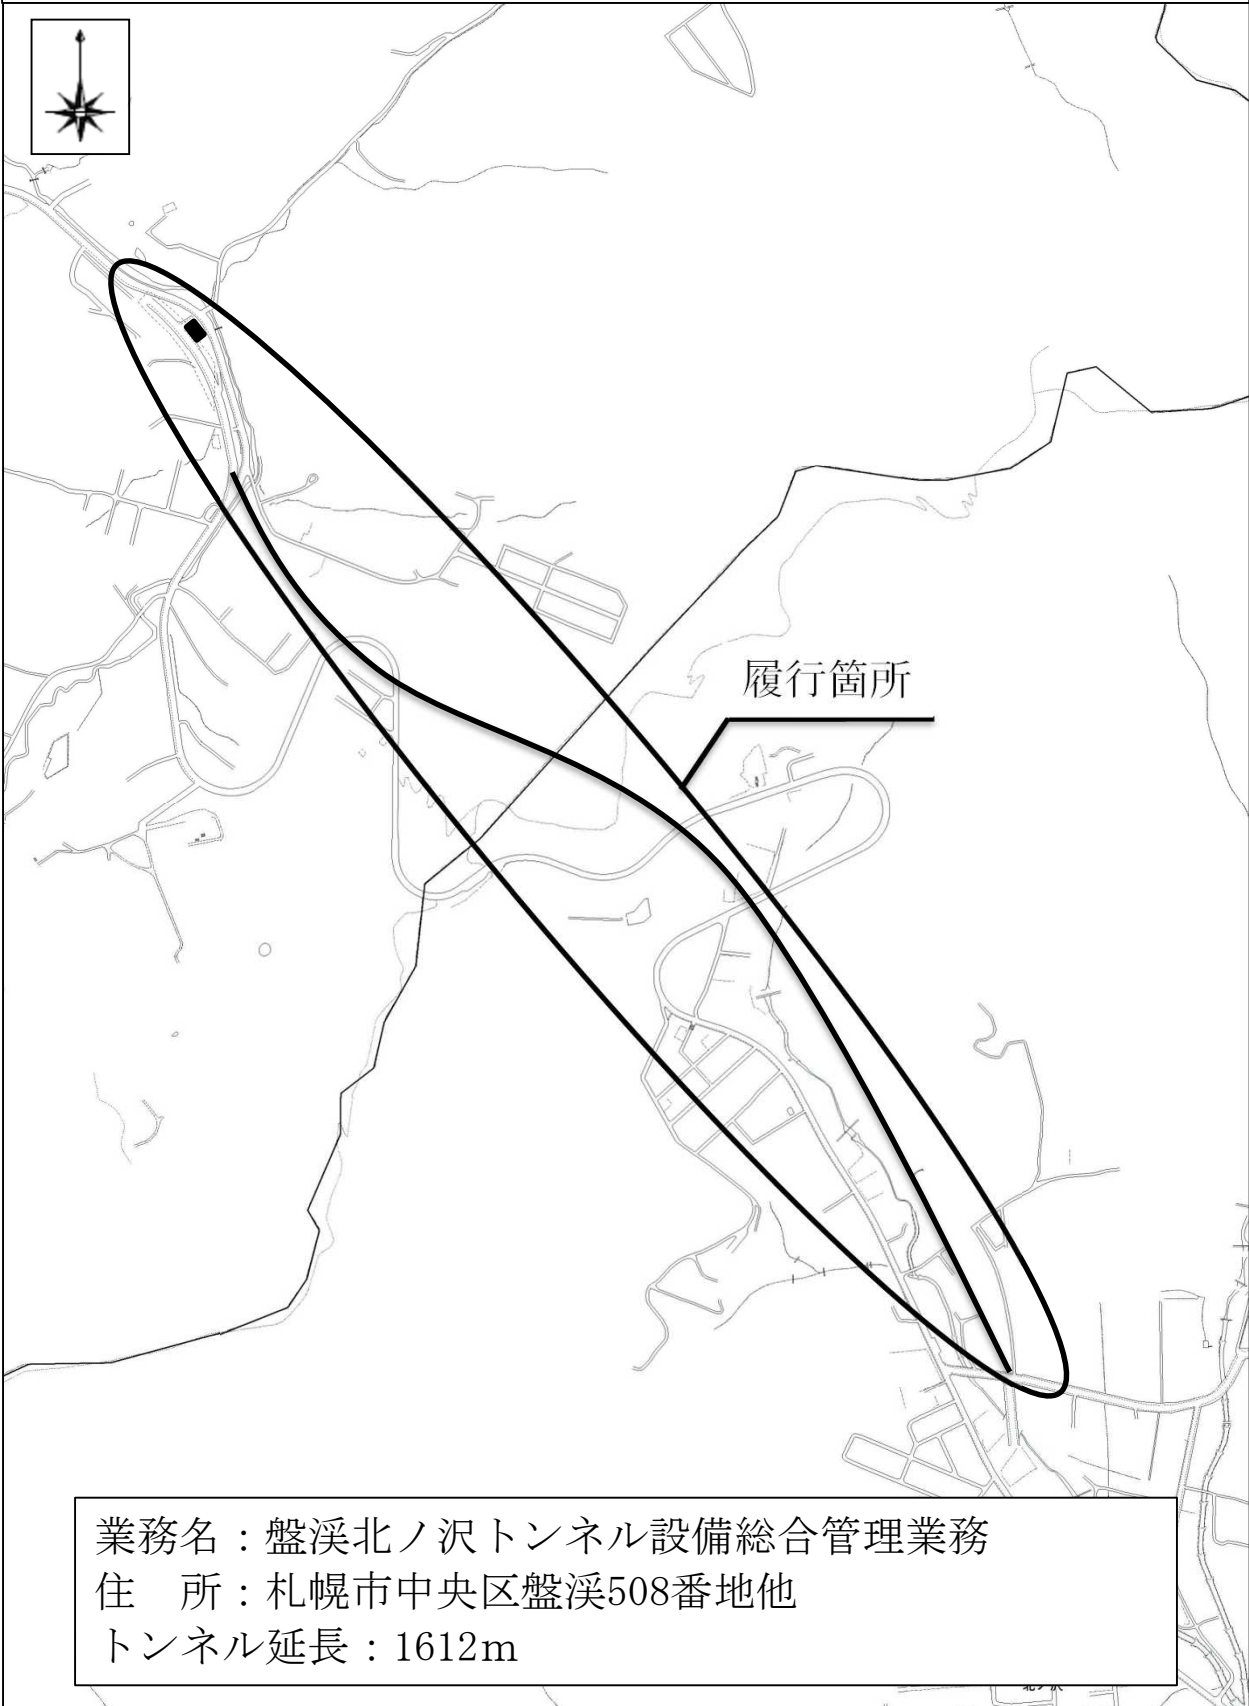 履行箇所
業務名：盤渓北ノ沢トンネル設備総合管理業務
住　所：札幌市中央区盤渓508番地他
トンネル延長：1612m